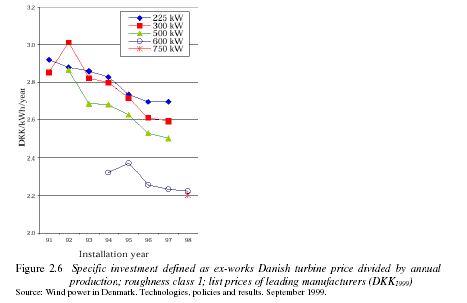 3.2
3.0
2.8
2.6
2.4
2.2
2.0
DKK/kWh/year
225 kW
300 kW
500 kW
600 kW
750 kW
91 92 93 94 95 96 97 98
Installation year
Figure 2.6 Specific investment defined as ex-works Danish turbine price divided by annual
production; roughness class 1; list prices of leading manufacturers (DKK1999)
Source: Wind power in Denmark. Technologies, policies and results. September 1999.